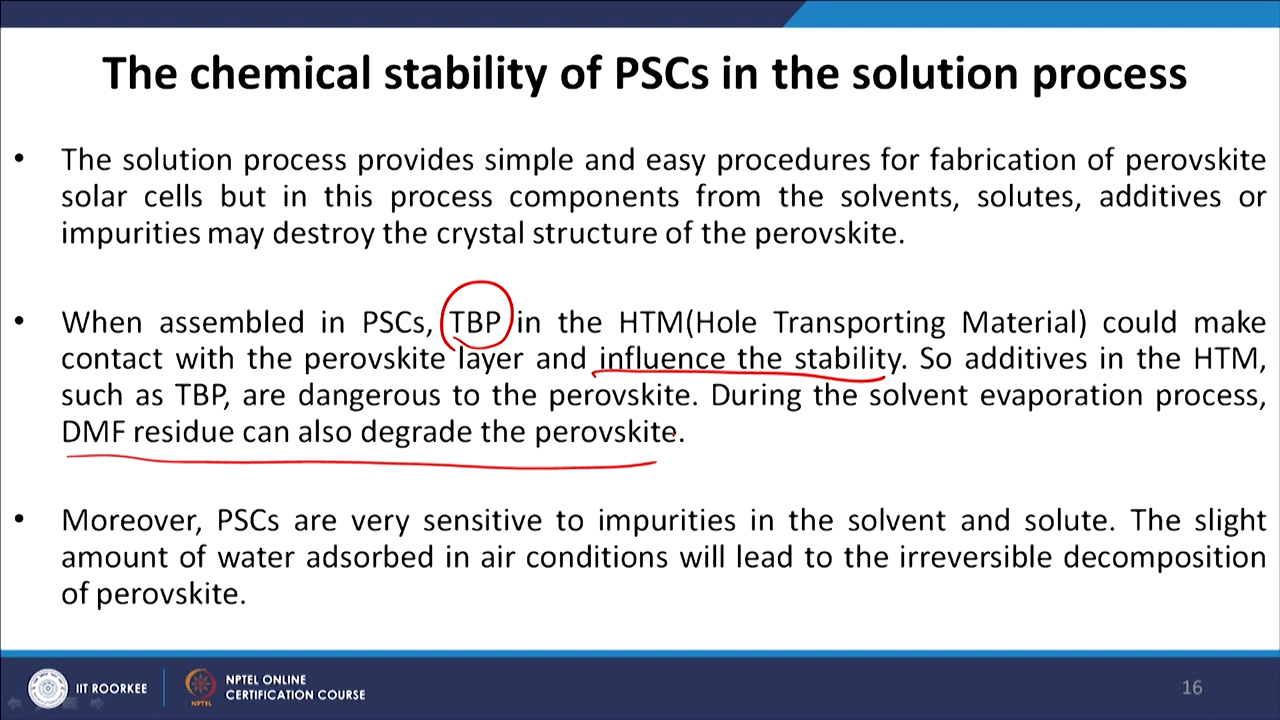 The chemical stability of PSCs in the solution process
• The solution process provides simple and easy procedures for fabrication of perovskite
solar cells but in this process components from the solvents, solutes, additives or
impurities may destroy the crystal structure of the perovskite.
• When assembled in PSCs, TBP in the HTM(Hole Transporting Material) could make
contact with the perovskite layer and influence the stability. So additives in the HTM,
such as TBP, are dangerous to the perovskite. During the solvent evaporation process,
DMF residue can also degrade the perovskite.
• Moreover, PSCs are very sensitive to impurities in the solvent and solute. The slight
amount of water adsorbed in air conditions will lead to the irreversible decomposition
of perovskite.
IIT ROORKEE
NPTEL
NPTEL ONLINE
CERTIFICATION COURSE
16